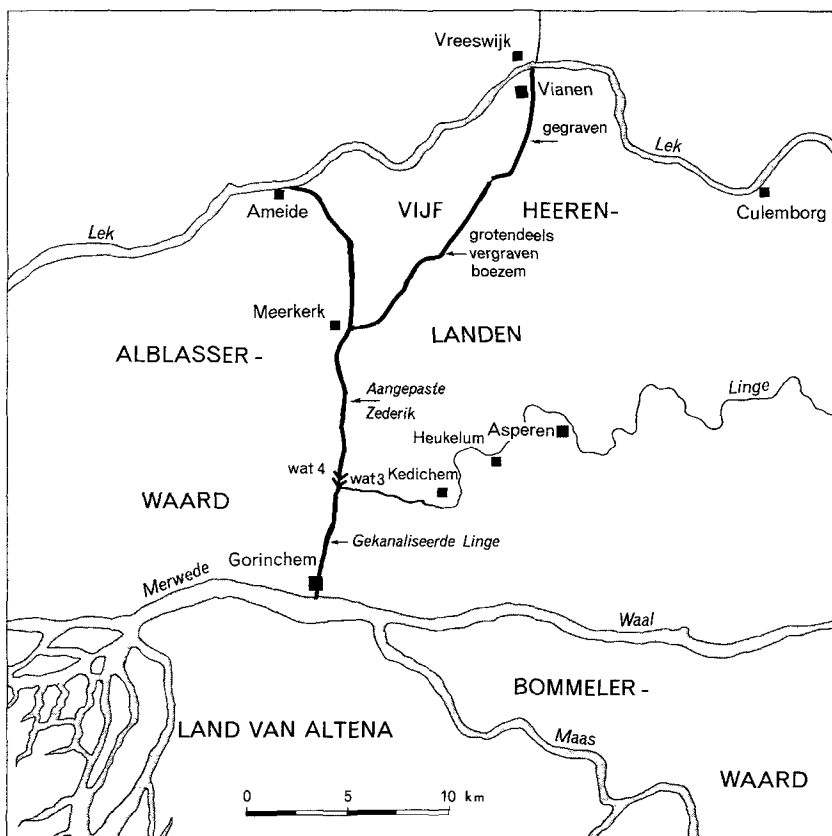 Vreeswijk
Vianen
gegraven
Lek
Culemborg
Ameide
VIJF
HEEREN-
Lek
grotendeels
vergraven
boezem
Meerkerk
LANDEN
ALBLASSER-
Aangepaste
Zederik
Linge
Heukelum
Asperen
wat 4
wat3
Kedichem
WAARD
Gekanaliseerde Linge
Gorinchem
Merwede
Waal
BOMMELER-
LAND VAN ALTENA
Maas
WAARD
0 5 10 km